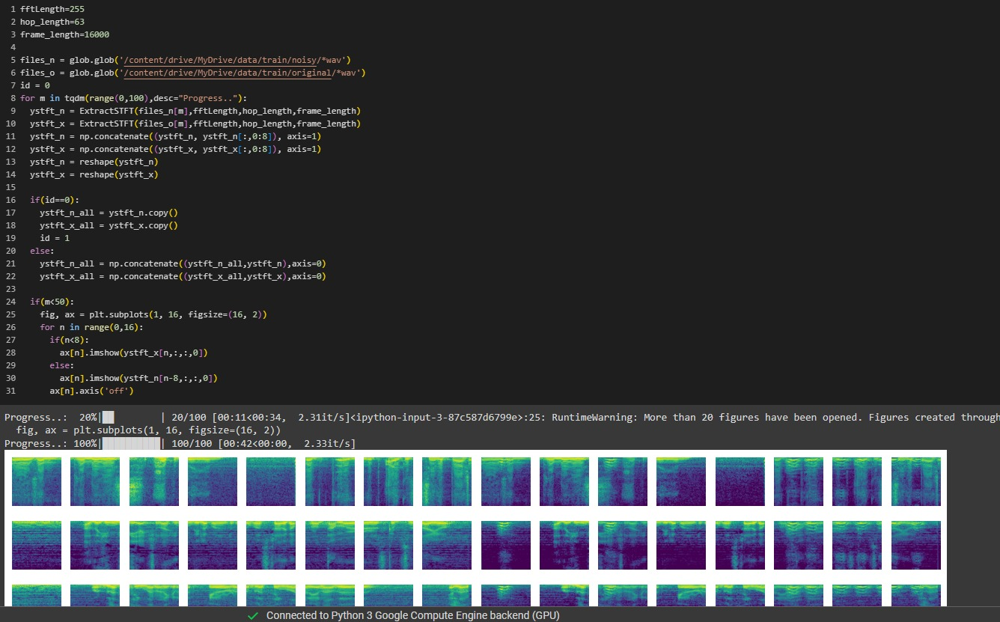 1 fftLength=255
2 hop_length=63
3 frame_length=16000
4
5 files_n = glob.glob('/content/drive/MyDrive/data/train/noisy/*wav')
6 files_o = glob.glob('/content/drive/MyDrive/data/train/original/*wav')
7 id = 0
8 for m in tqdm(range(0,100),desc="Progress.."):
9   ystft_n = ExtractSTFT(files_n[m],fftLength,hop_length,frame_length)
10   ystft_x = ExtractSTFT(files_o[m],fftLength,hop_length,frame_length)
11   ystft_n = np.concatenate((ystft_n, ystft_n[:,0:8]), axis=1)
12   ystft_x = np.concatenate((ystft_x, ystft_x[:,0:8]), axis=1)
13   ystft_n = reshape(ystft_n)
14   ystft_x = reshape(ystft_x)
15
16   if(id==0):
17     ystft_n_all = ystft_n.copy()
18     ystft_x_all = ystft_x.copy()
19     id = 1
20   else:
21     ystft_n_all = np.concatenate((ystft_n_all,ystft_n),axis=0)
22     ystft_x_all = np.concatenate((ystft_x_all,ystft_x),axis=0)
23
24   if(m<50):
25     fig, ax = plt.subplots(1, 16, figsize=(16, 2))
26     for n in range(0,16):
27       if(n<8):
28         ax[n].imshow(ystft_x[n,:,:,0])
29       else:
30         ax[n].imshow(ystft_n[n-8,:,:,0])
31       ax[n].axis('off')
Progress..:  20%|██        | 20/100 [00:11<00:34,  2.31it/s]<ipython-input-3-87c587d6799e>:25: RuntimeWarning: More than 20 figures have been opened. Figures created through
  fig, ax = plt.subplots(1, 16, figsize=(16, 2))
Progress..: 100%|██████████| 100/100 [00:42<00:00,  2.33it/s]
Connected to Python 3 Google Compute Engine backend (GPU)